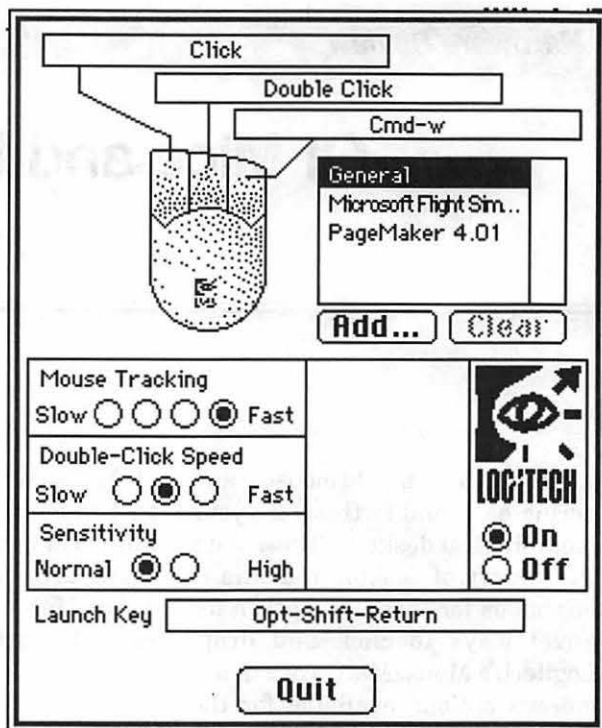 Click
Double Click
Cmd-w
General
Microsoft Flight Sim...
PageMaker 4.01
Add... Clear
Mouse Tracking
Slow Fast
Double-Click Speed
Slow Fast
Sensitivity
Normal High
LOGITECH
On
Off
Launch Key Opt-Shift-Return
Quit